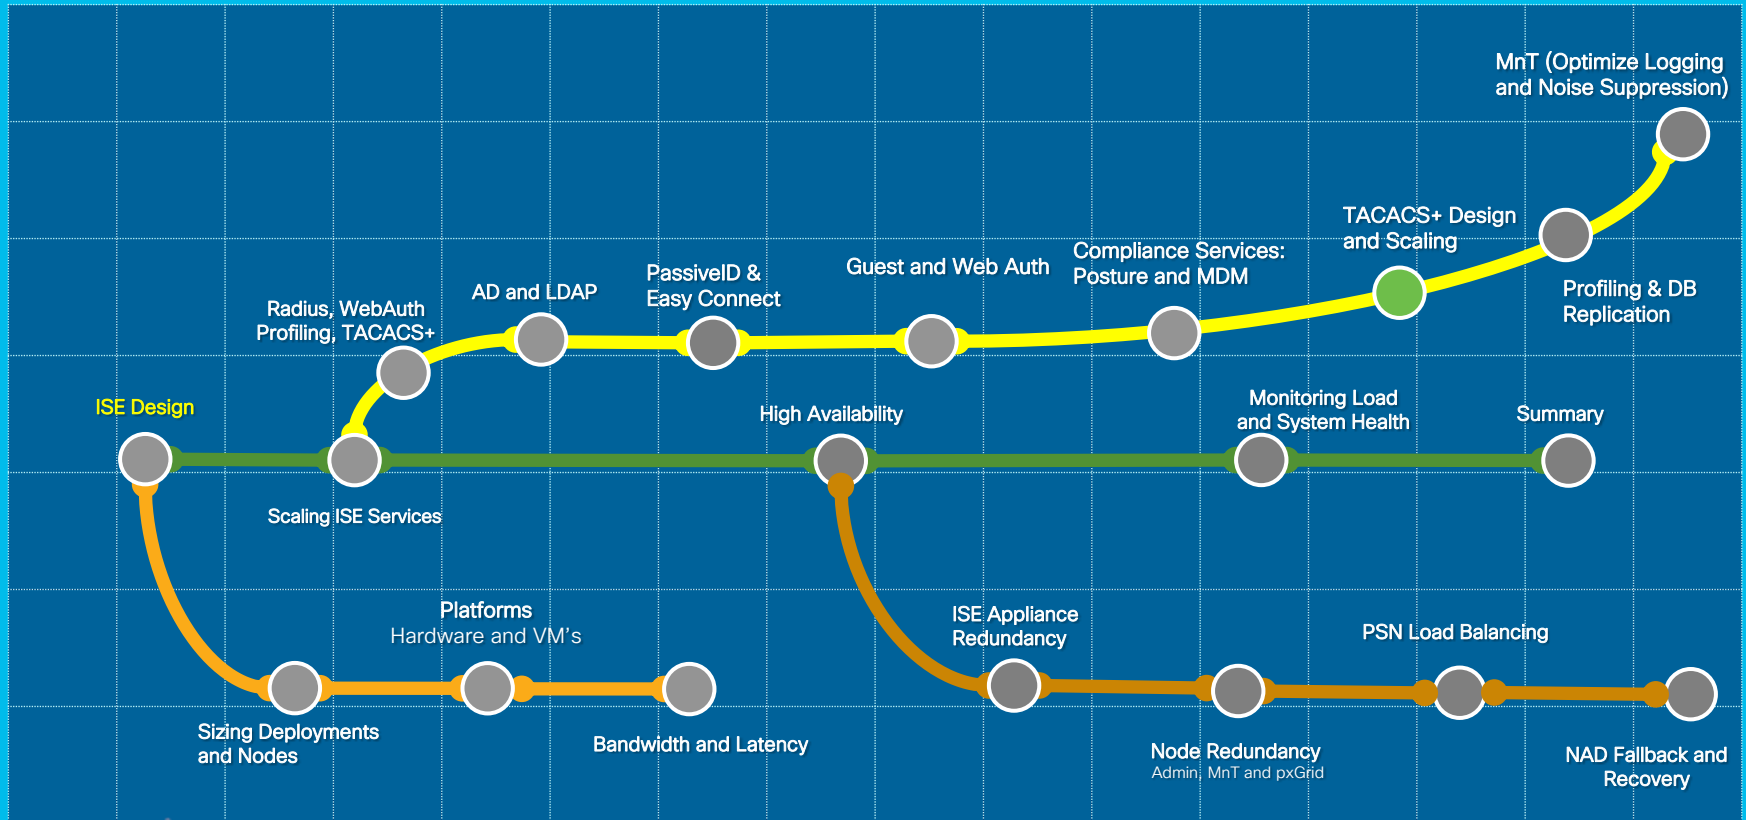 MnT (Optimize Logging
and Noise Suppression)
TACACS+ Design
and Scaling
Compliance Services:
Posture and MDM
Guest and Web Auth
PassiveID &
Easy Connect
AD and LDAP
Radius, WebAuth
Profiling, TACACS+
Profiling & DB
Replication
ISE Design
High Availability
Monitoring Load
and System Health
Summary
Scaling ISE Services
Platforms
Hardware and VM's
ISE Appliance
Redundancy
PSN Load Balancing
Sizing Deployments
and Nodes
Bandwidth and Latency
Node Redundancy
Admin, MnT and pxGrid
NAD Fallback and
Recovery